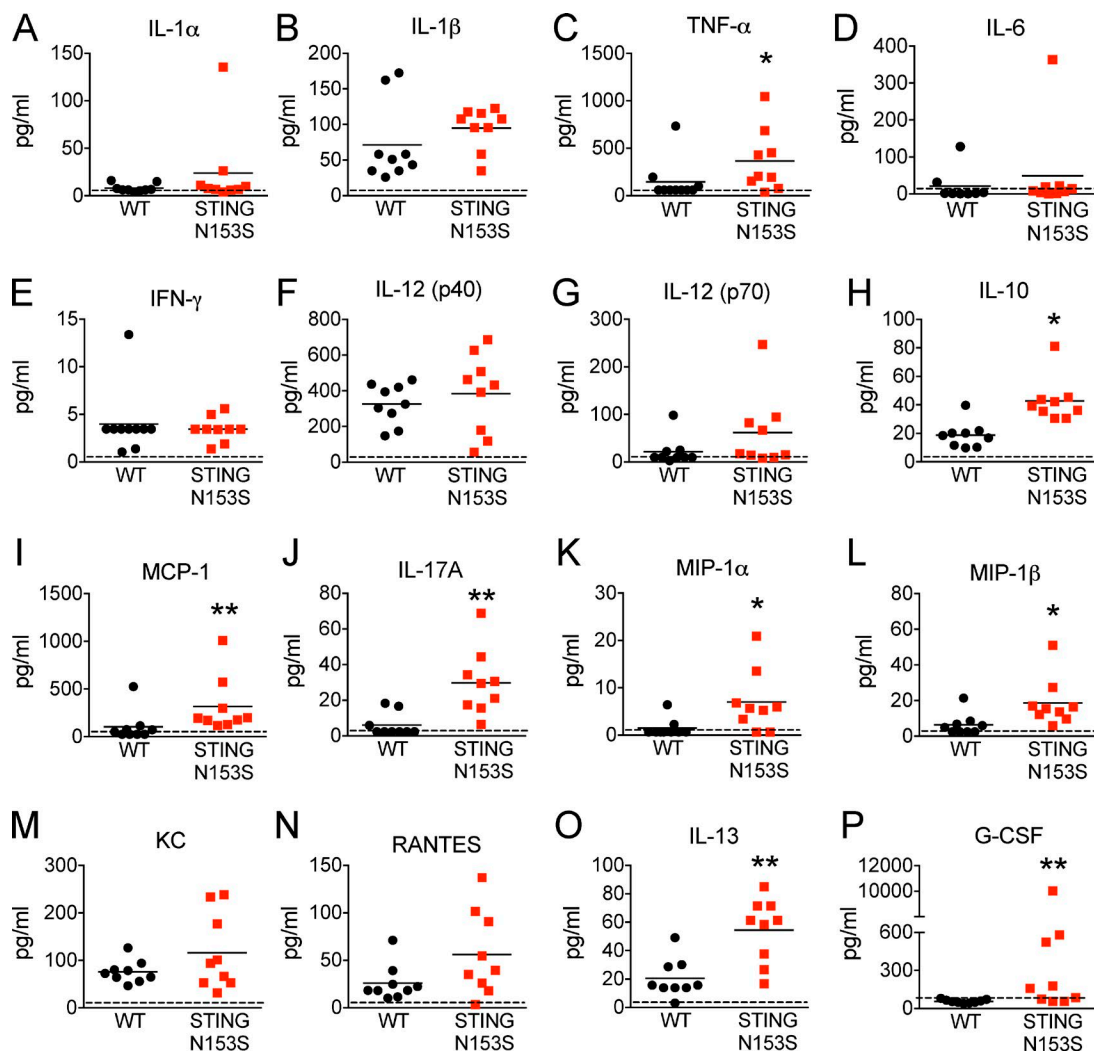 A
IL-1α
pg/ml
150
100
50
0
WT
STING
N153S
B
IL-1β
pg/ml
200
150
100
50
0
WT
STING
N153S
C
TNF-α
*
pg/ml
1500
1000
500
0
WT
STING
N153S
D
IL-6
pg/ml
400
300
200
100
0
WT
STING
N153S
E
IFN-γ
pg/ml
15
10
5
0
WT
STING
N153S
F
IL-12 (p40)
pg/ml
800
600
400
200
0
WT
STING
N153S
G
IL-12 (p70)
pg/ml
300
200
100
0
WT
STING
N153S
H
IL-10
*
pg/ml
100
80
60
40
20
0
WT
STING
N153S
I
MCP-1
**
pg/ml
1500
1000
500
0
WT
STING
N153S
J
IL-17A
**
pg/ml
80
60
40
20
0
WT
STING
N153S
K
MIP-1α
*
pg/ml
30
20
10
0
WT
STING
N153S
L
MIP-1β
*
pg/ml
80
60
40
20
0
WT
STING
N153S
M
KC
pg/ml
300
200
100
0
WT
STING
N153S
N
RANTES
pg/ml
150
100
50
0
WT
STING
N153S
O
IL-13
**
pg/ml
100
80
60
40
20
0
WT
STING
N153S
P
G-CSF
**
pg/ml
12000
10000
600
300
0
WT
STING
N153S